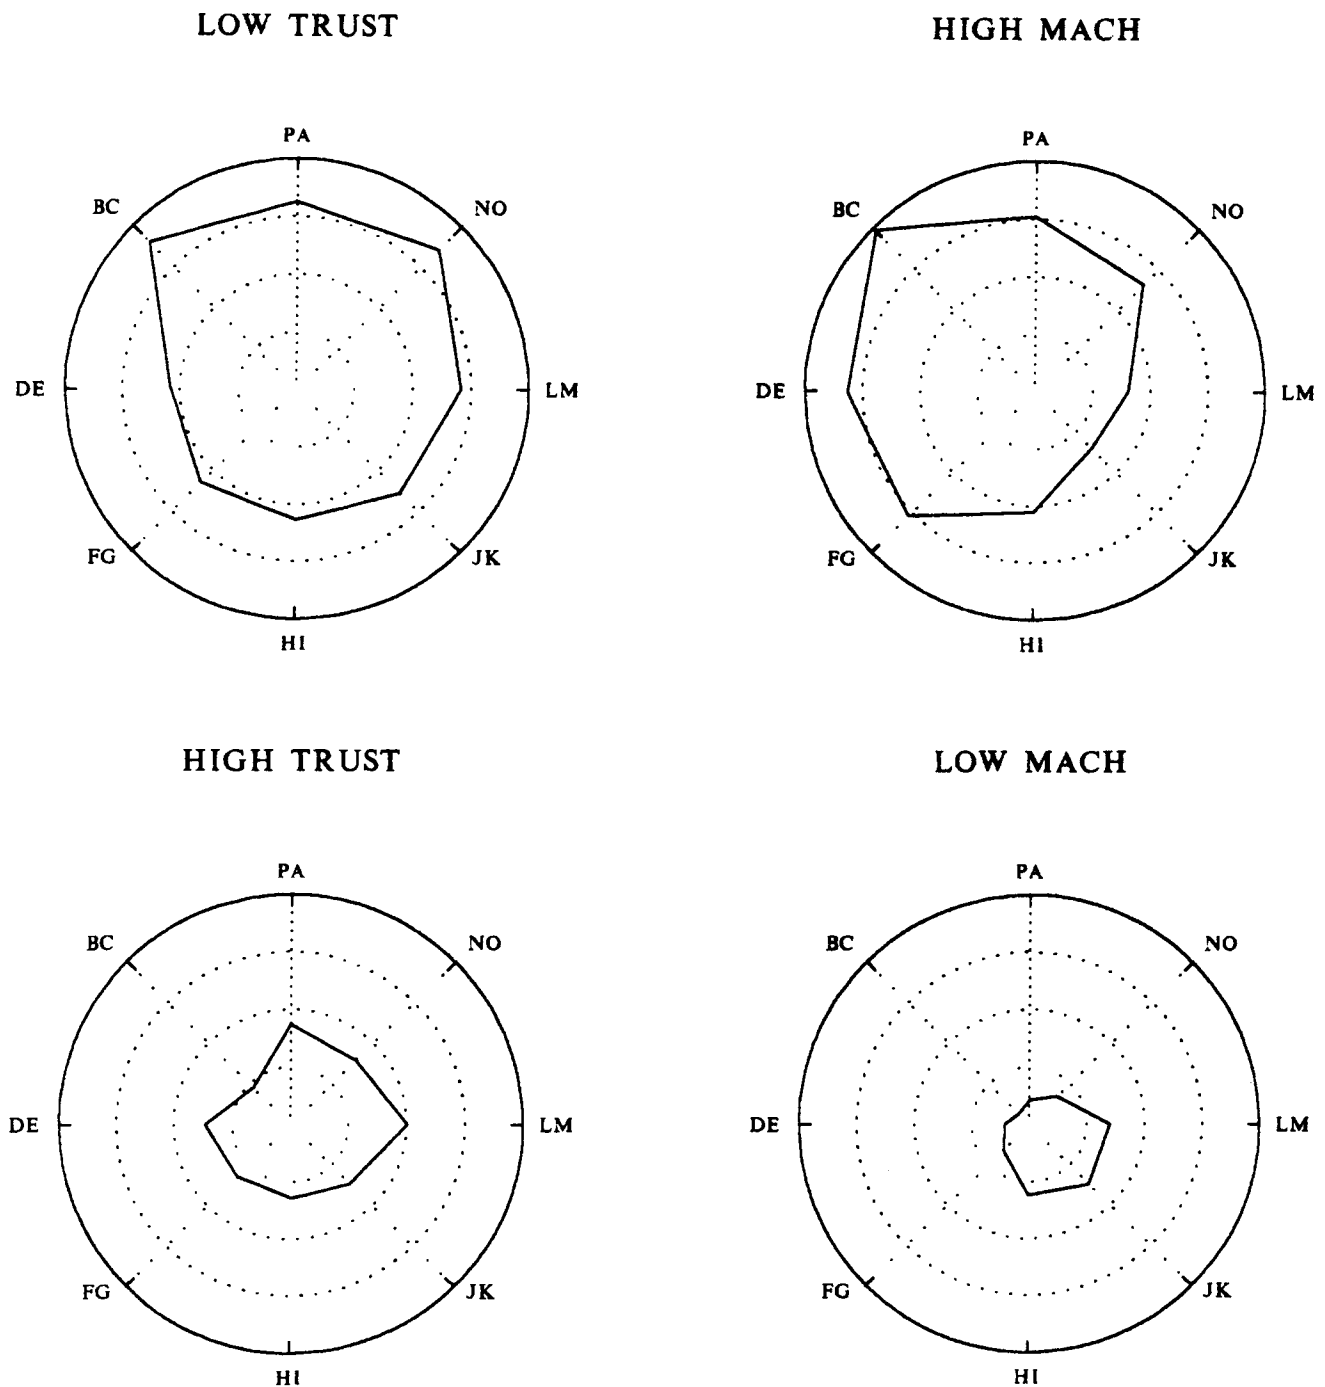 LOW TRUST
PA
BC
NO
DE
LM
FG
JK
HI
HIGH MACH
PA
BC
NO
DE
LM
FG
JK
HI
HIGH TRUST
PA
BC
NO
DE
LM
FG
JK
HI
LOW MACH
PA
BC
NO
DE
LM
FG
JK
HI